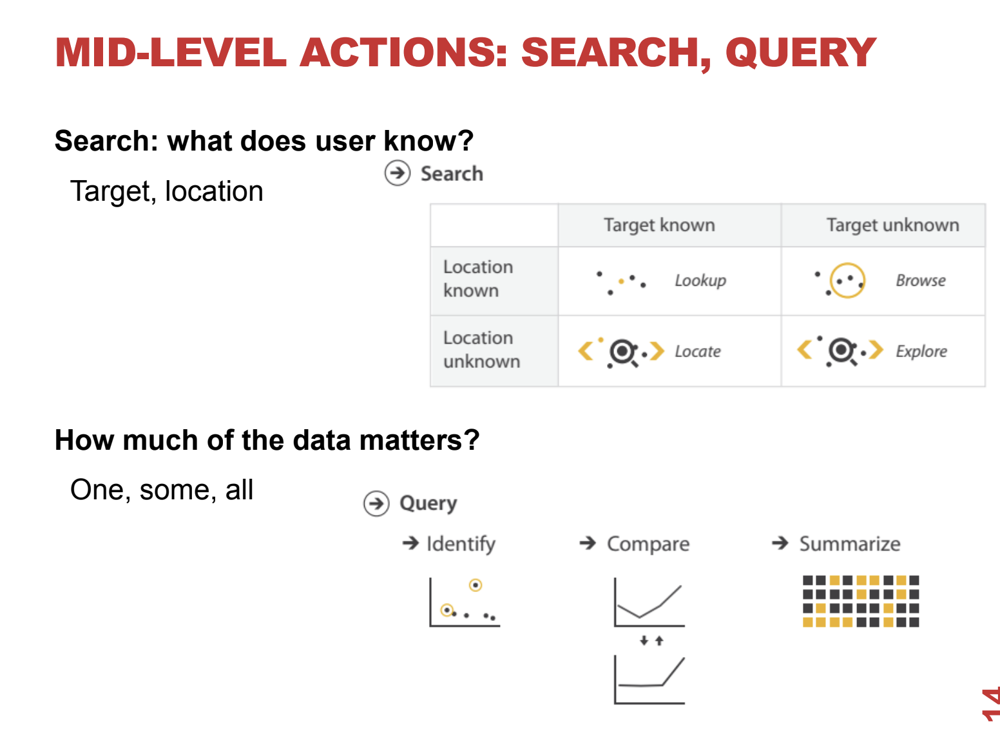 MID-LEVEL ACTIONS: SEARCH, QUERY
Search: what does user know?
Target, location
Search
Target known
Target unknown
Location known
Lookup
Browse
Location unknown
Locate
Explore
How much of the data matters?
One, some, all
Query
Identify
Compare
Summarize
14